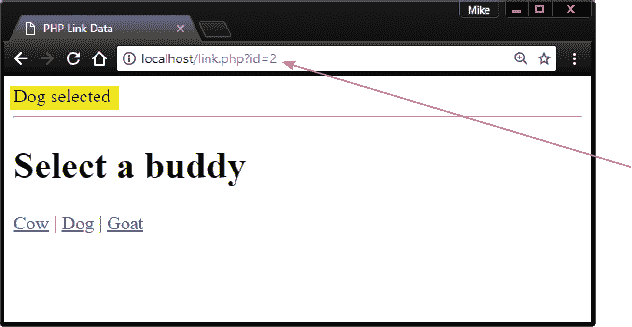 Mike
PHP Link Data
localhost/link.php?id=2
Dog selected
Select a buddy
Cow | Dog | Goat